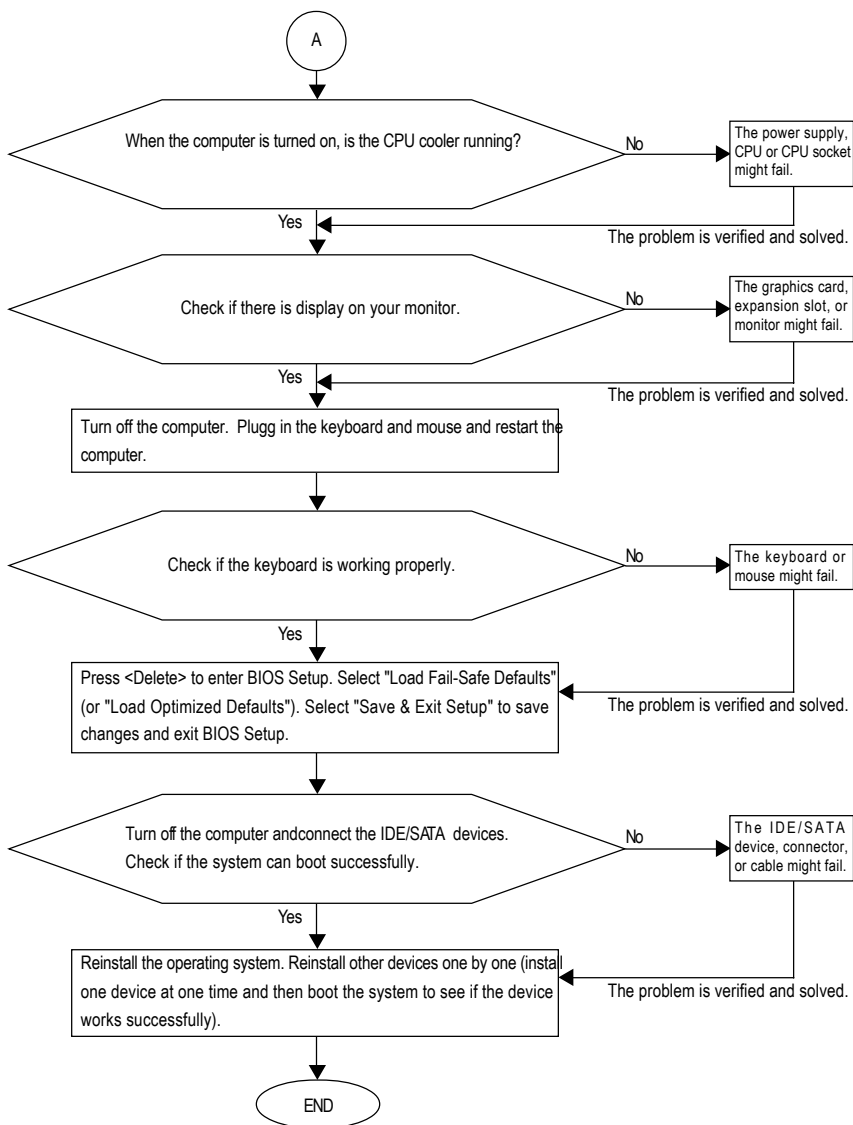 A
When the computer is turned on, is the CPU cooler running?
No
The power supply,
CPU or CPU socket
might fail.
Yes
The problem is verified and solved.
Check if there is display on your monitor.
No
The graphics card,
expansion slot, or
monitor might fail.
Yes
The problem is verified and solved.
Turn off the computer. Plugg in the keyboard and mouse and restart the
computer.
Check if the keyboard is working properly.
No
The keyboard or
mouse might fail.
Yes
Press <Delete> to enter BIOS Setup. Select "Load Fail-Safe Defaults"
(or "Load Optimized Defaults"). Select "Save & Exit Setup" to save
changes and exit BIOS Setup.
The problem is verified and solved.
Turn off the computer andconnect the IDE/SATA devices.
Check if the system can boot successfully.
No
The IDE/SATA
device, connector,
or cable might fail.
Yes
Reinstall the operating system. Reinstall other devices one by one (install
one device at one time and then boot the system to see if the device
works successfully).
The problem is verified and solved.
END